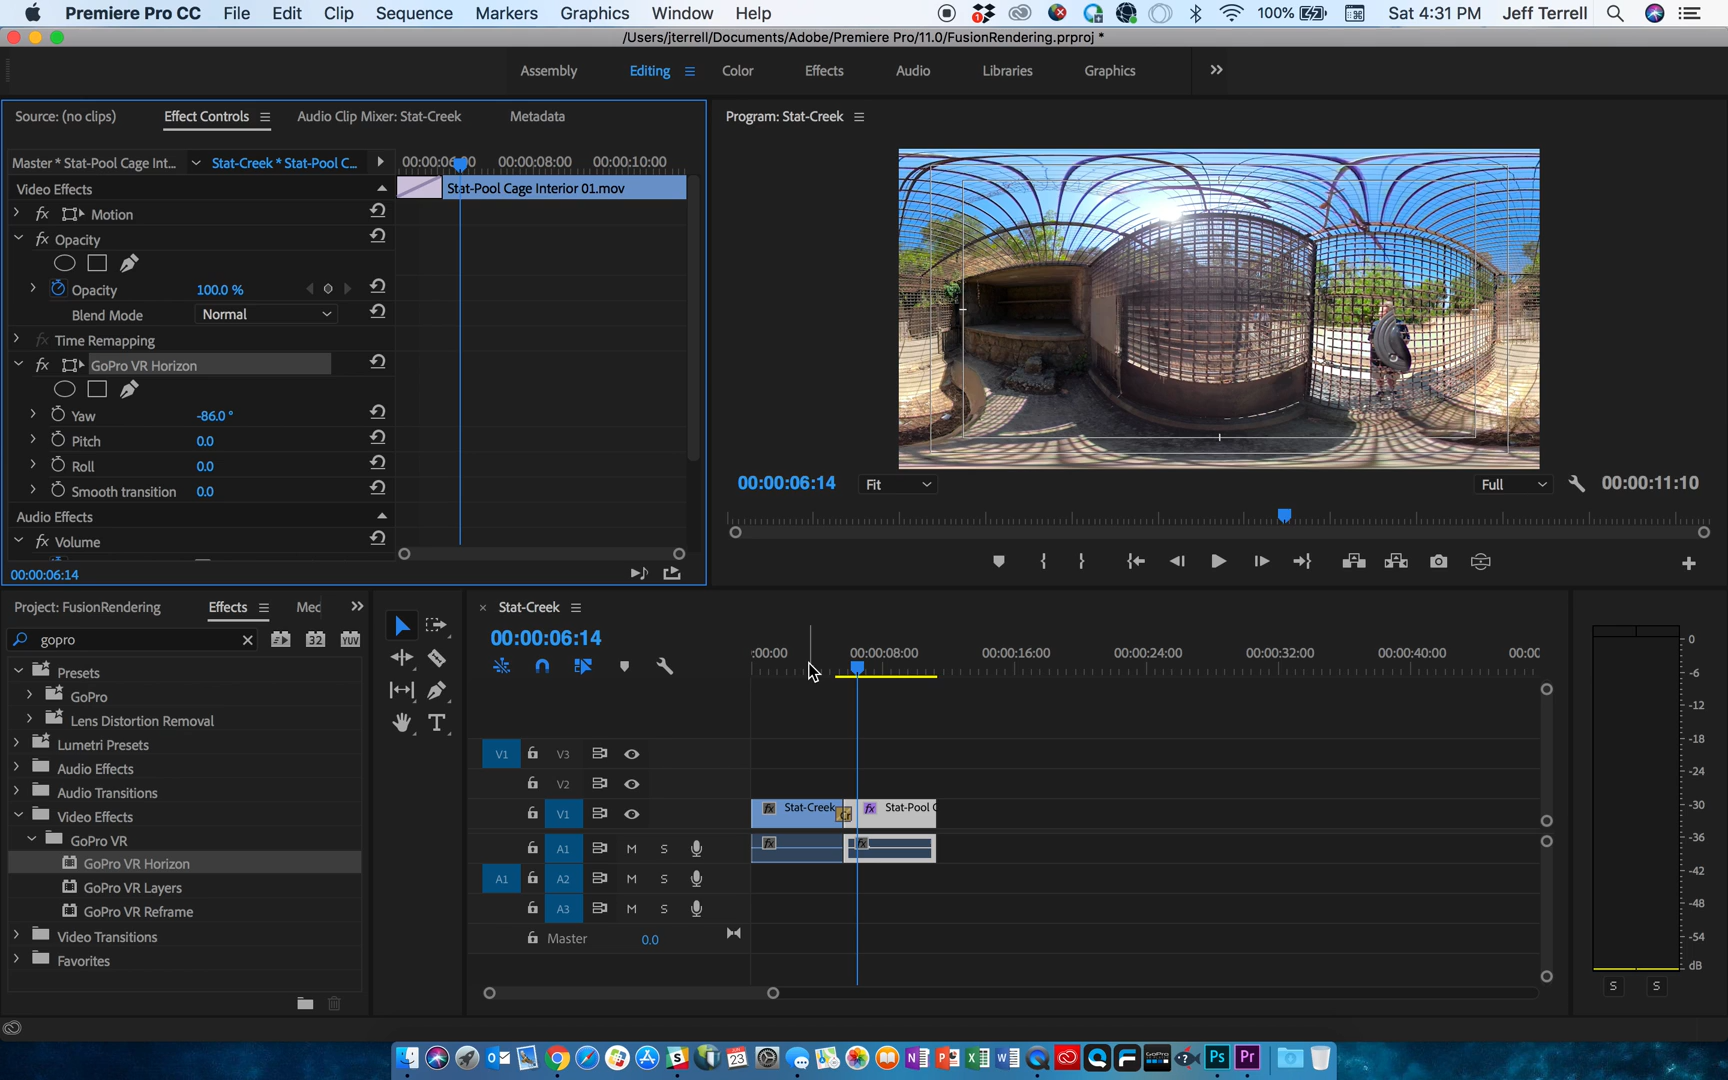 Premiere Pro CC File Edit Clip Sequence Markers Graphics Window Help 100% Sat 4:31 PM Jeff Terrell
/Users/jterrell/Documents/Adobe/Premiere Pro/11.0/FusionRendering.prproj *
Assembly Editing Color Effects Audio Libraries Graphics
Source: (no clips) Effect Controls Audio Clip Mixer: Stat-Creek Metadata
Program: Stat-Creek
Master * Stat-Pool Cage Int... Stat-Creek * Stat-Pool C... 00:00:06:00 00:00:08:00 00:00:10:00
Video Effects Stat-Pool Cage Interior 01.mov
fx Motion
fx Opacity
Opacity 100.0 %
Blend Mode Normal
fx Time Remapping
fx GoPro VR Horizon
Yaw -86.0 °
Pitch 0.0
Roll 0.0
Smooth transition 0.0
Audio Effects
fx Volume
00:00:06:14
00:00:06:14 Fit Full 00:00:11:10
Project: FusionRendering Effects Med
gopro 32 YUV
Presets
GoPro
Lens Distortion Removal
Lumetri Presets
Audio Effects
Audio Transitions
Video Effects
GoPro VR
GoPro VR Horizon
GoPro VR Layers
GoPro VR Reframe
Video Transitions
Favorites
Stat-Creek
00:00:06:14
:00:00 00:00:08:00 00:00:16:00 00:00:24:00 00:00:32:00 00:00:40:00 00:00
V1 V3
V2
V1 fx Stat-Creek Cr fx Stat-Pool C
A1 M S fx fx
A1 A2 M S
A3 M S
Master 0.0
0
-6
-12
-18
-24
-30
-36
-42
-48
-54
dB
S S